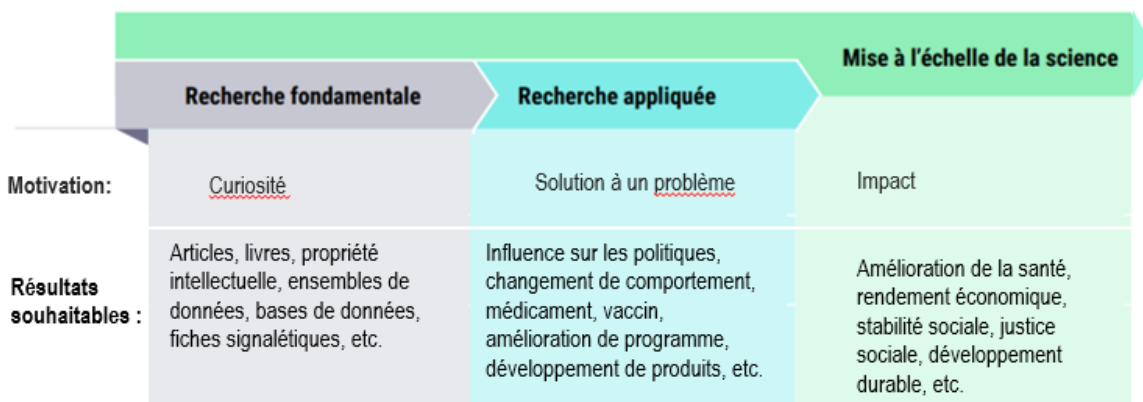 Mise à l'échelle de la science
Recherche fondamentale
Recherche appliquée
Motivation:
Curiosité
Solution à un problème
Impact
Résultats
souhaitables :
Articles, livres, propriété
intellectuelle, ensembles de
données, bases de données,
fiches signalétiques, etc.
Influence sur les politiques,
changement de comportement,
médicament, vaccin,
amélioration de programme,
développement de produits, etc.
Amélioration de la santé,
rendement économique,
stabilité sociale, justice
sociale, développement
durable, etc.